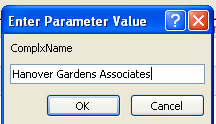 Enter Parameter Value
ComplxName
Hanover Gardens Associates
OK
Cancel